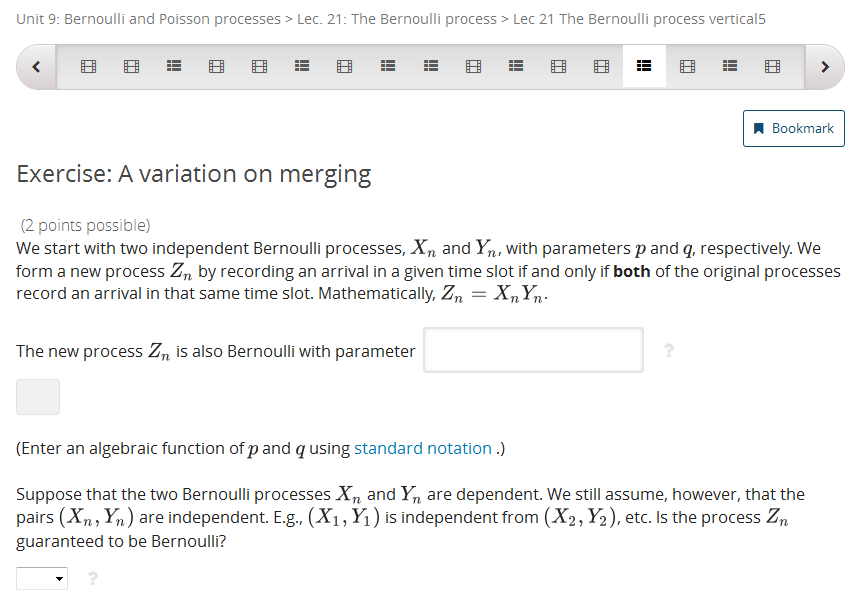 Unit 9: Bernoulli and Poisson processes > Lec. 21: The Bernoulli process > Lec 21 The Bernoulli process vertical5
Bookmark
Exercise: A variation on merging
(2 points possible)
We start with two independent Bernoulli processes, Xₙ and Yₙ, with parameters p and q, respectively. We
form a new process Zₙ by recording an arrival in a given time slot if and only if both of the original processes
record an arrival in that same time slot. Mathematically, Zₙ = XₙYₙ.
The new process Zₙ is also Bernoulli with parameter ?
(Enter an algebraic function of p and q using standard notation .)
Suppose that the two Bernoulli processes Xₙ and Yₙ are dependent. We still assume, however, that the
pairs (Xₙ, Yₙ) are independent. E.g., (X₁, Y₁) is independent from (X₂, Y₂), etc. Is the process Zₙ
guaranteed to be Bernoulli?
?